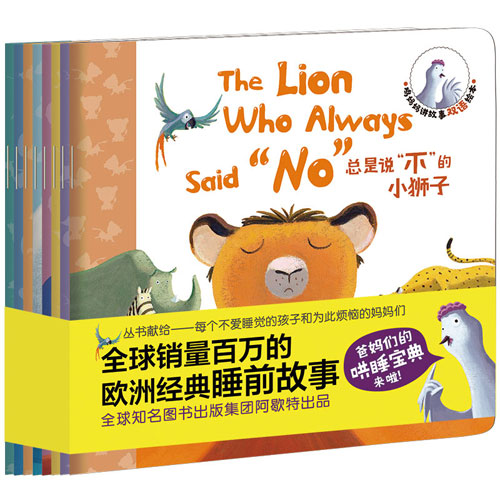 The Lion
Who Always
Said “No”
总是说“不”的
小狮子
鸡妈妈讲故事双语绘本
丛书献给——每个不爱睡觉的孩子和为此烦恼的妈妈们
全球销量百万的
欧洲经典睡前故事
全球知名图书出版集团阿歇特出品
爸妈们的
哄睡宝典
来啦!